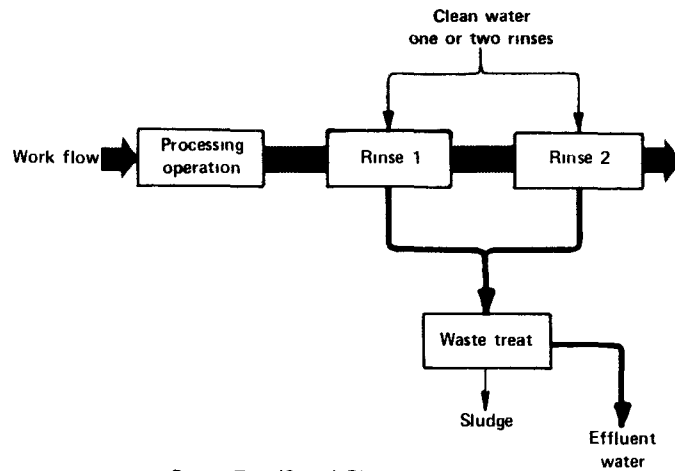 Clean water
one or two rinses
Work flow
Processing
operation
Rinse 1
Rinse 2
Waste treat
Sludge
Effluent
water